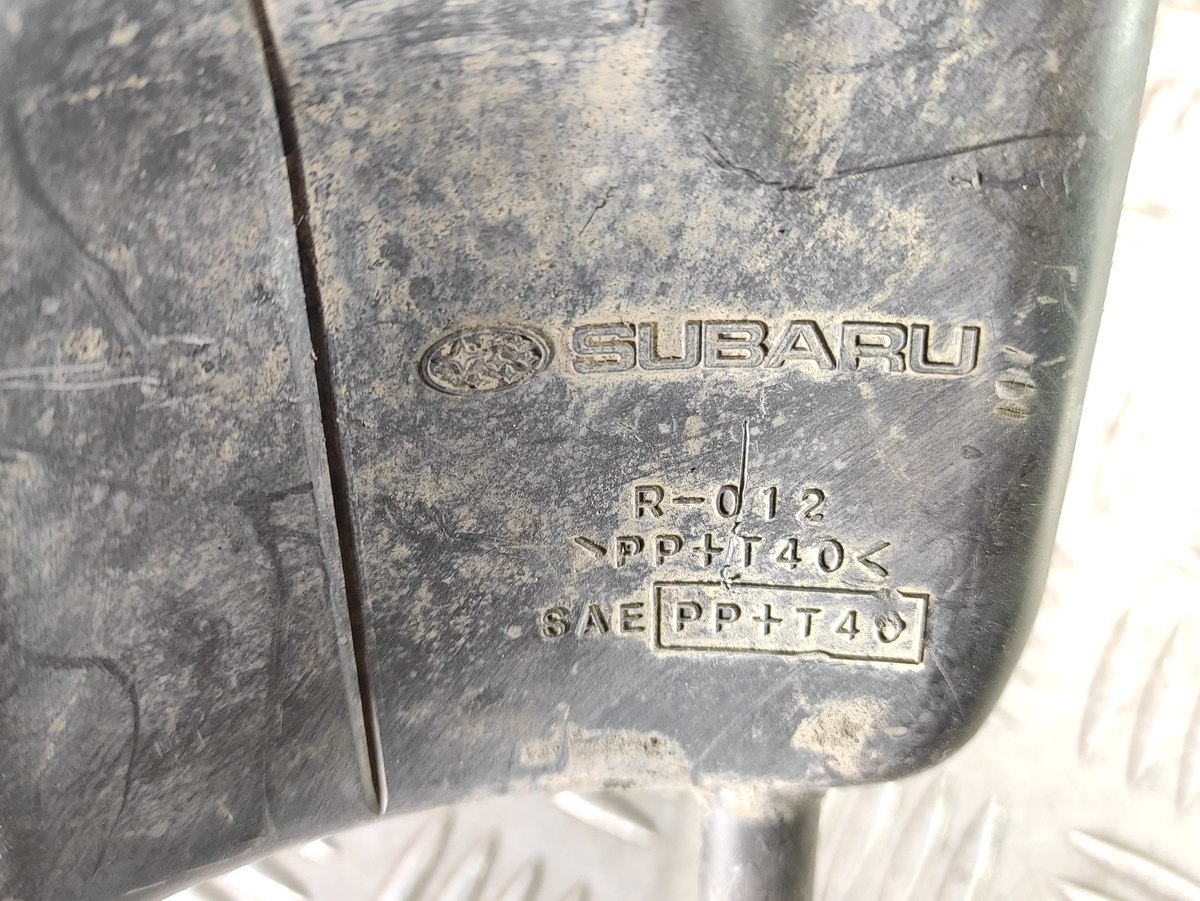 SUBARU
R-012
>PP+T40<
SAE PP+T40